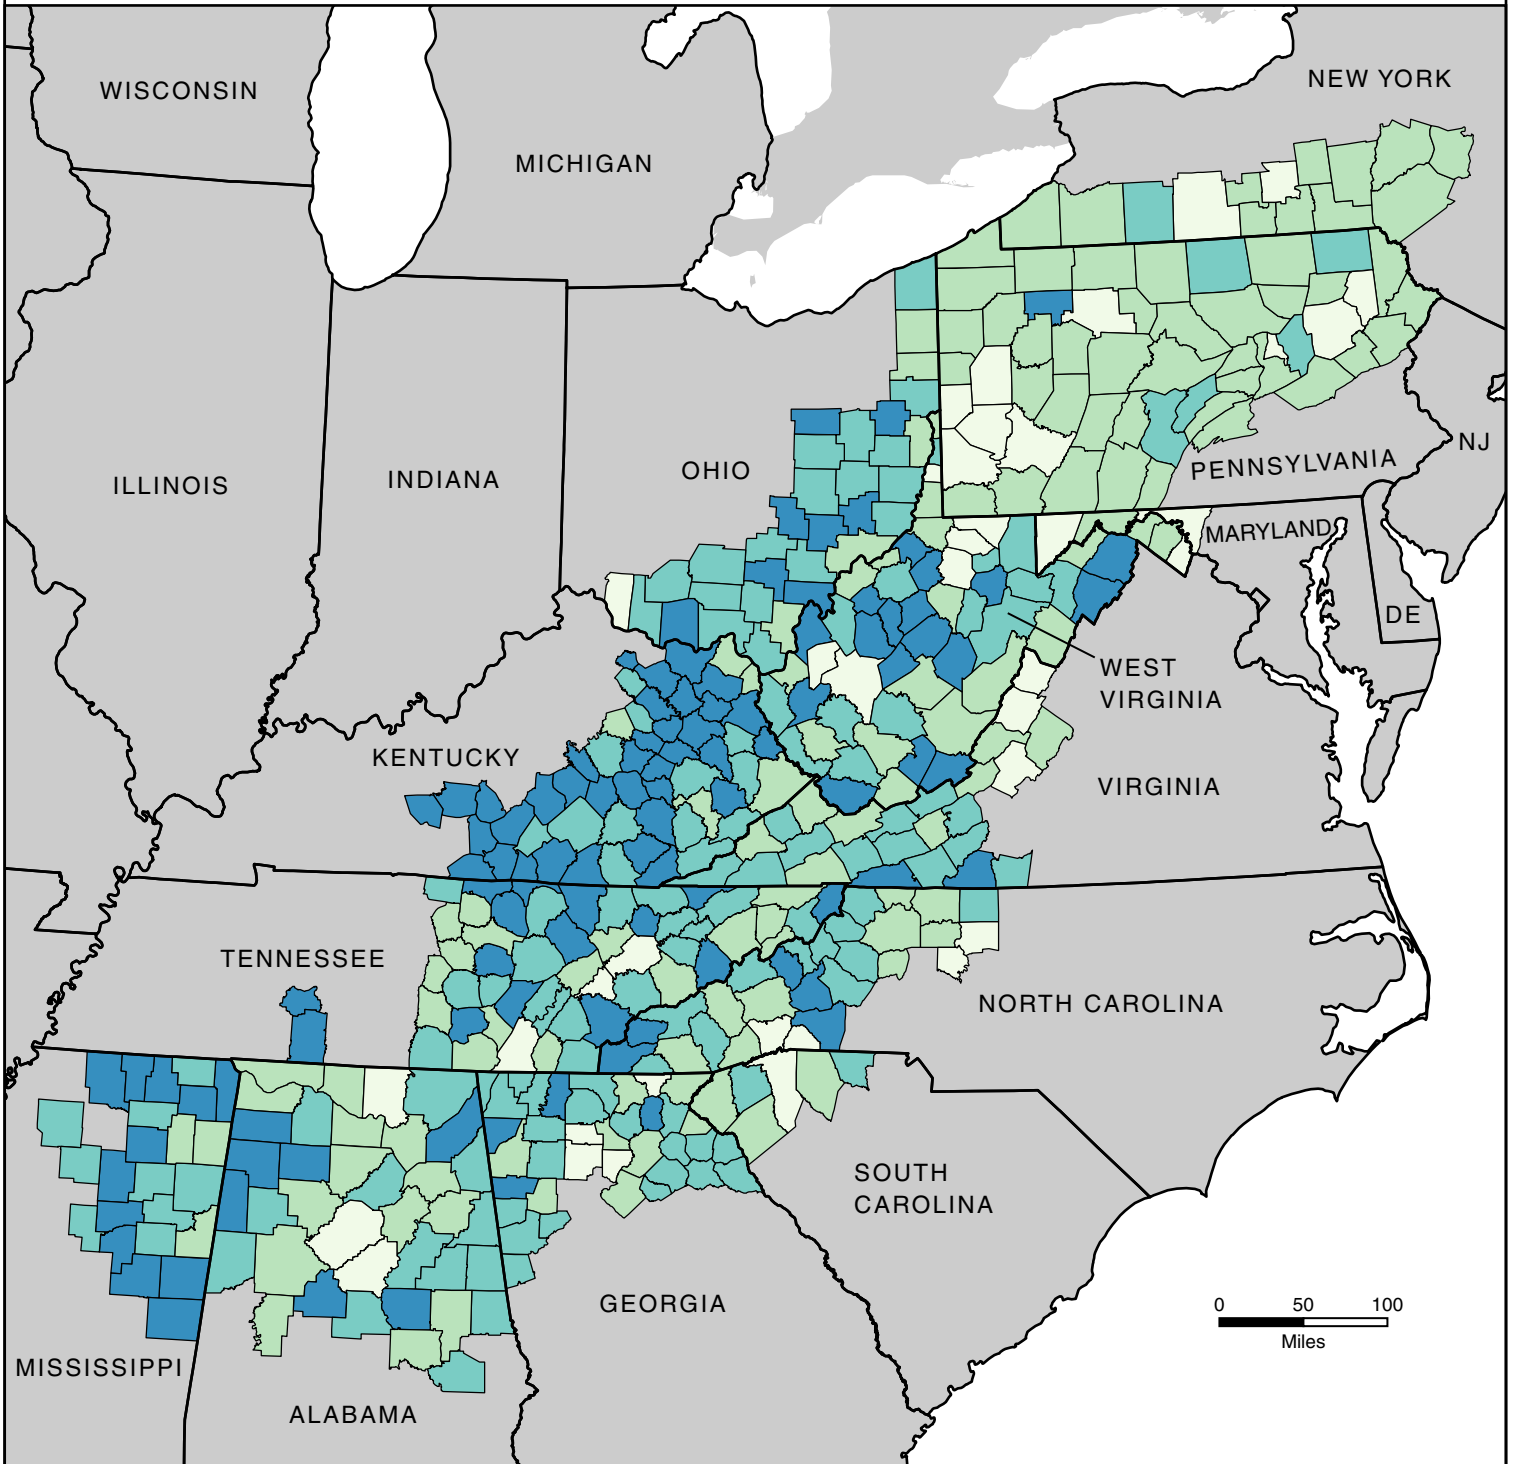 WISCONSIN
MICHIGAN
NEW YORK
ILLINOIS
INDIANA
OHIO
PENNSYLVANIA
NJ
MARYLAND
DE
WEST
VIRGINIA
KENTUCKY
VIRGINIA
TENNESSEE
NORTH CAROLINA
SOUTH
CAROLINA
GEORGIA
MISSISSIPPI
ALABAMA
0 50 100
Miles